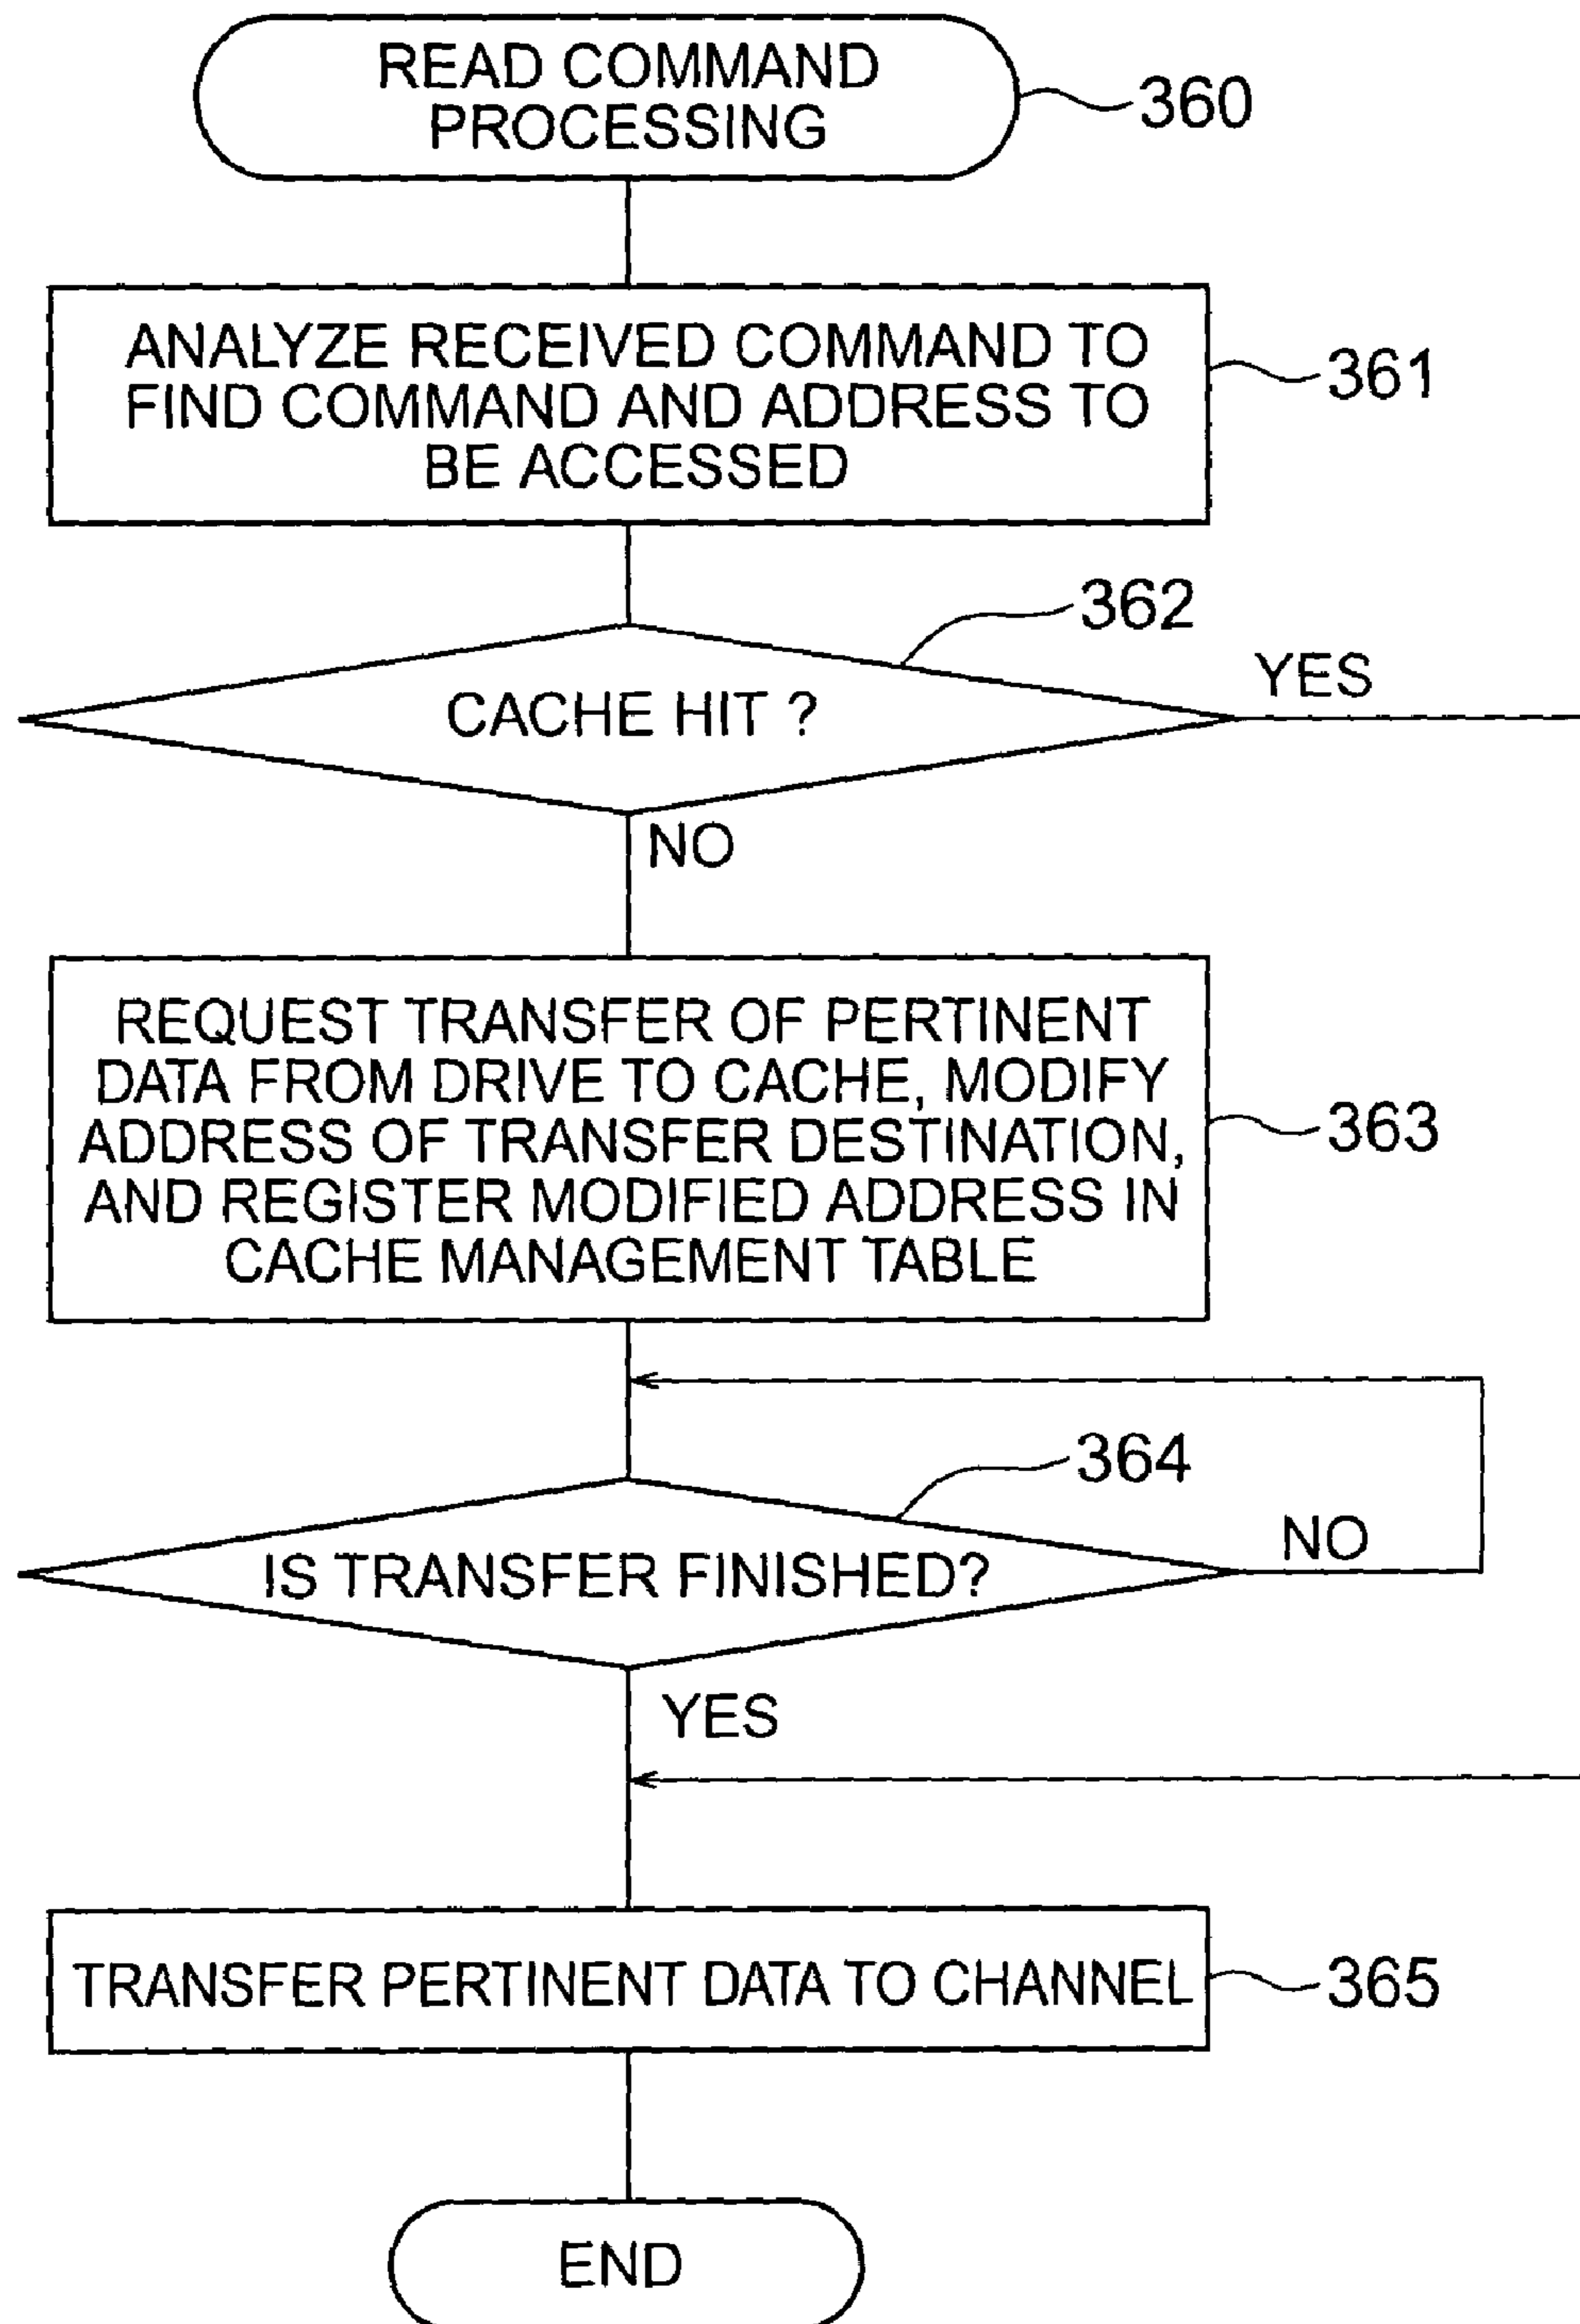 READ COMMAND
PROCESSING
360
ANALYZE RECEIVED COMMAND TO
FIND COMMAND AND ADDRESS TO
BE ACCESSED
361
362
CACHE HIT ?
YES
NO
REQUEST TRANSFER OF PERTINENT
DATA FROM DRIVE TO CACHE, MODIFY
ADDRESS OF TRANSFER DESTINATION,
AND REGISTER MODIFIED ADDRESS IN
CACHE MANAGEMENT TABLE
363
364
IS TRANSFER FINISHED?
NO
YES
TRANSFER PERTINENT DATA TO CHANNEL
365
END